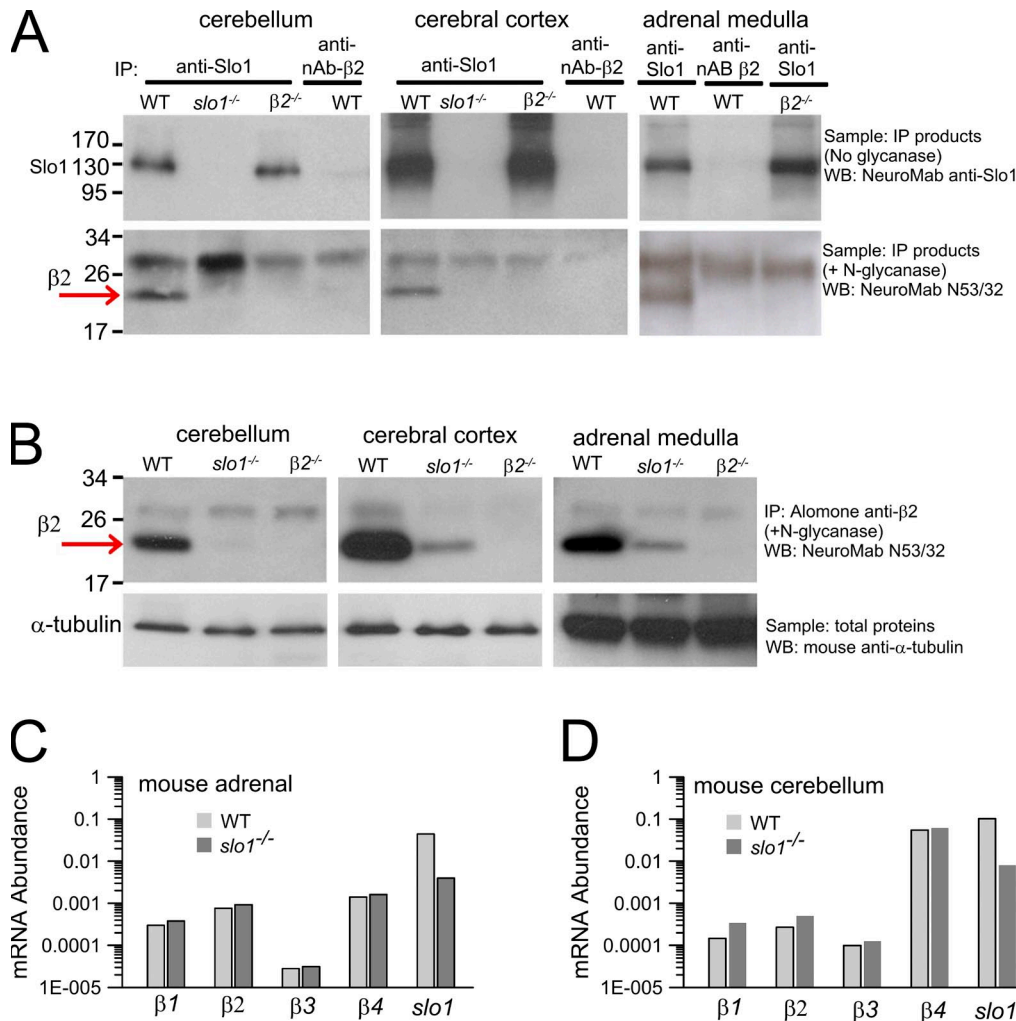 A
cerebellum
cerebral cortex
adrenal medulla
IP:
anti-Slo1
anti-
nAb-β2
anti-Slo1
anti-
nAb-β2
anti-
Slo1
anti-
nAB β2
anti-
Slo1
WT
slo1-/-
β2-/-
WT
WT
slo1-/-
β2-/-
WT
WT
WT
β2-/-
170
Slo1 130
95
Sample: IP products
(No glycanase)
WB: NeuroMab anti-Slo1
34
26
β2
17
Sample: IP products
(+ N-glycanase)
WB: NeuroMab N53/32
B
cerebellum
cerebral cortex
adrenal medulla
WT slo1-/- β2-/-
WT slo1-/- β2-/-
WT slo1-/- β2-/-
34
26
β2
17
IP: Alomone anti-β2
(+N-glycanase)
WB: NeuroMab N53/32
α-tubulin
Sample: total proteins
WB: mouse anti-α-tubulin
C
mouse adrenal
WT
slo1-/-
mRNA Abundance
1
0.1
0.01
0.001
0.0001
1E-005
β1 β2 β3 β4 slo1
D
mouse cerebellum
WT
slo1-/-
mRNA Abundance
1
0.1
0.01
0.001
0.0001
1E-005
β1 β2 β3 β4 slo1